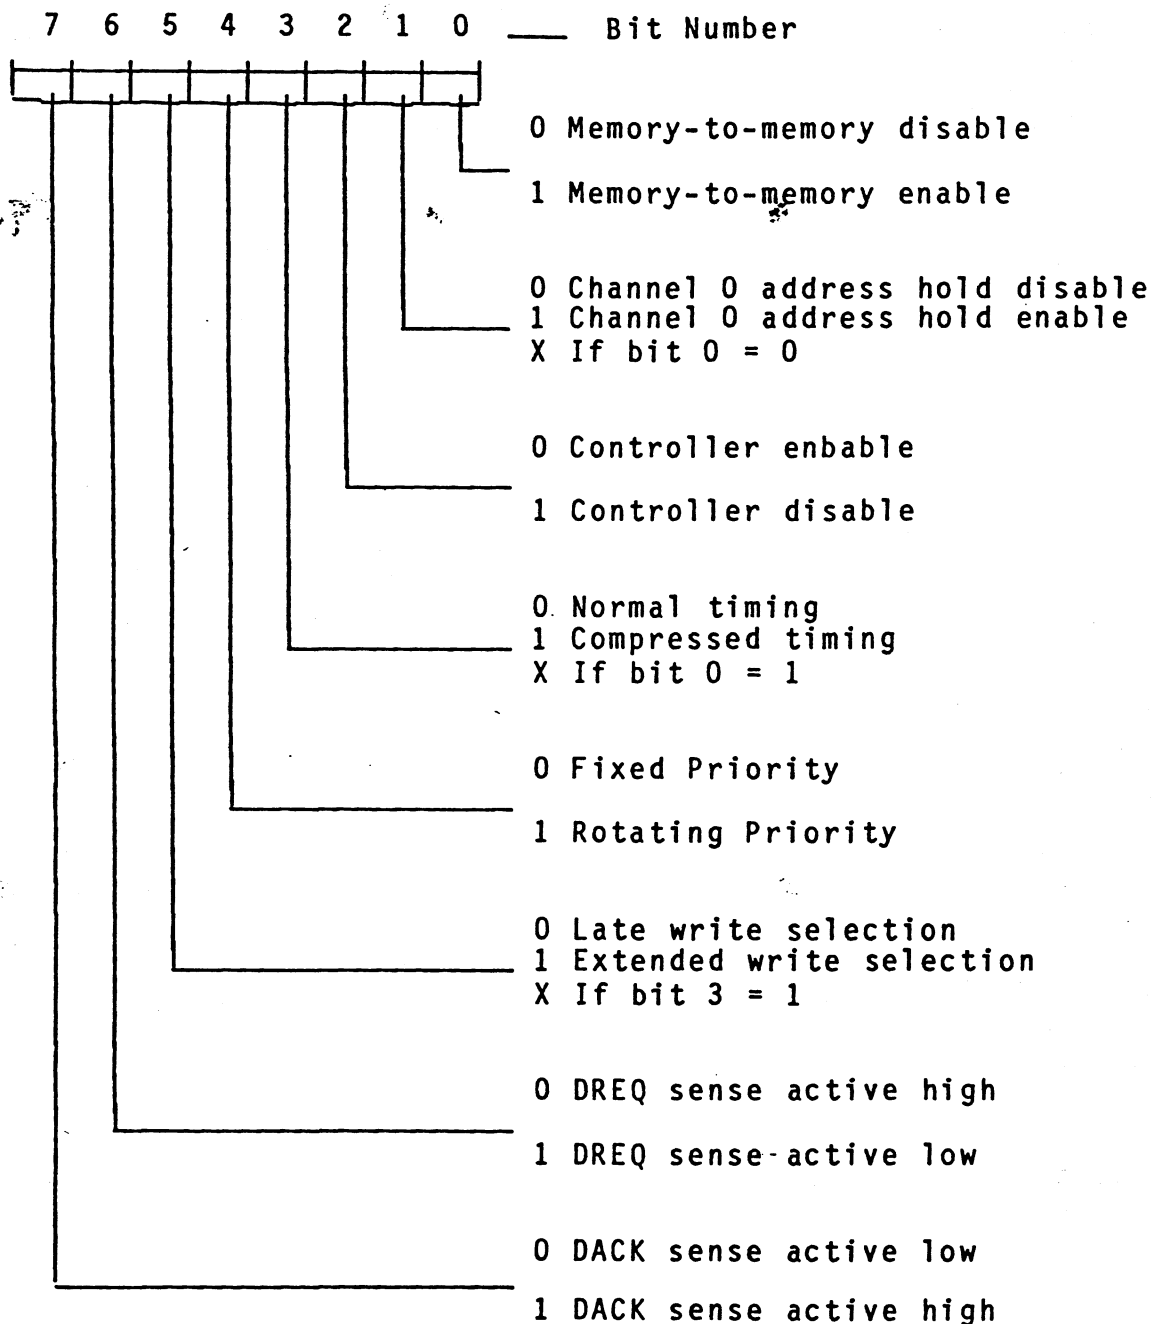 7 6 5 4 3 2 1 0 Bit Number
0 Memory-to-memory disable
1 Memory-to-memory enable
0 Channel 0 address hold disable
1 Channel 0 address hold enable
X If bit 0 = 0
0 Controller enbable
1 Controller disable
0 Normal timing
1 Compressed timing
X If bit 0 = 1
0 Fixed Priority
1 Rotating Priority
0 Late write selection
1 Extended write selection
X If bit 3 = 1
0 DREQ sense active high
1 DREQ sense active low
0 DACK sense active low
1 DACK sense active high